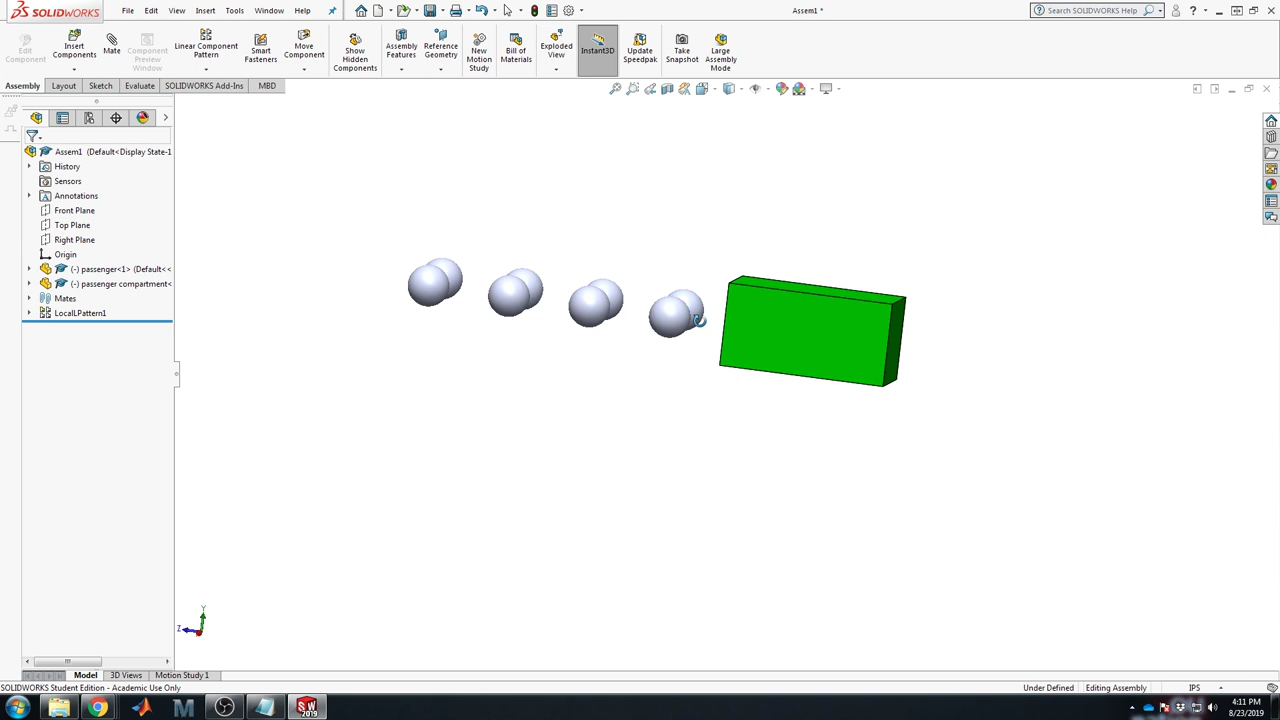 SOLIDWORKS File Edit View Insert Tools Window Help Assem1 * Search SOLIDWORKS Help
Edit Component
Insert Components
Mate
Component Preview Window
Linear Component Pattern
Smart Fasteners
Move Component
Show Hidden Components
Assembly Features
Reference Geometry
New Motion Study
Bill of Materials
Exploded View
Instant3D
Update Speedpak
Take Snapshot
Large Assembly Mode
Assembly Layout Sketch Evaluate SOLIDWORKS Add-Ins MBD
Assem1 (Default<Display State-1
History
Sensors
Annotations
Front Plane
Top Plane
Right Plane
Origin
(-) passenger<1> (Default<<
(-) passenger compartment<
Mates
LocalLPattern1
Y
Z
Model 3D Views Motion Study 1
SOLIDWORKS Student Edition - Academic Use Only Under Defined Editing Assembly IPS
SW 2019
4:11 PM
8/23/2019